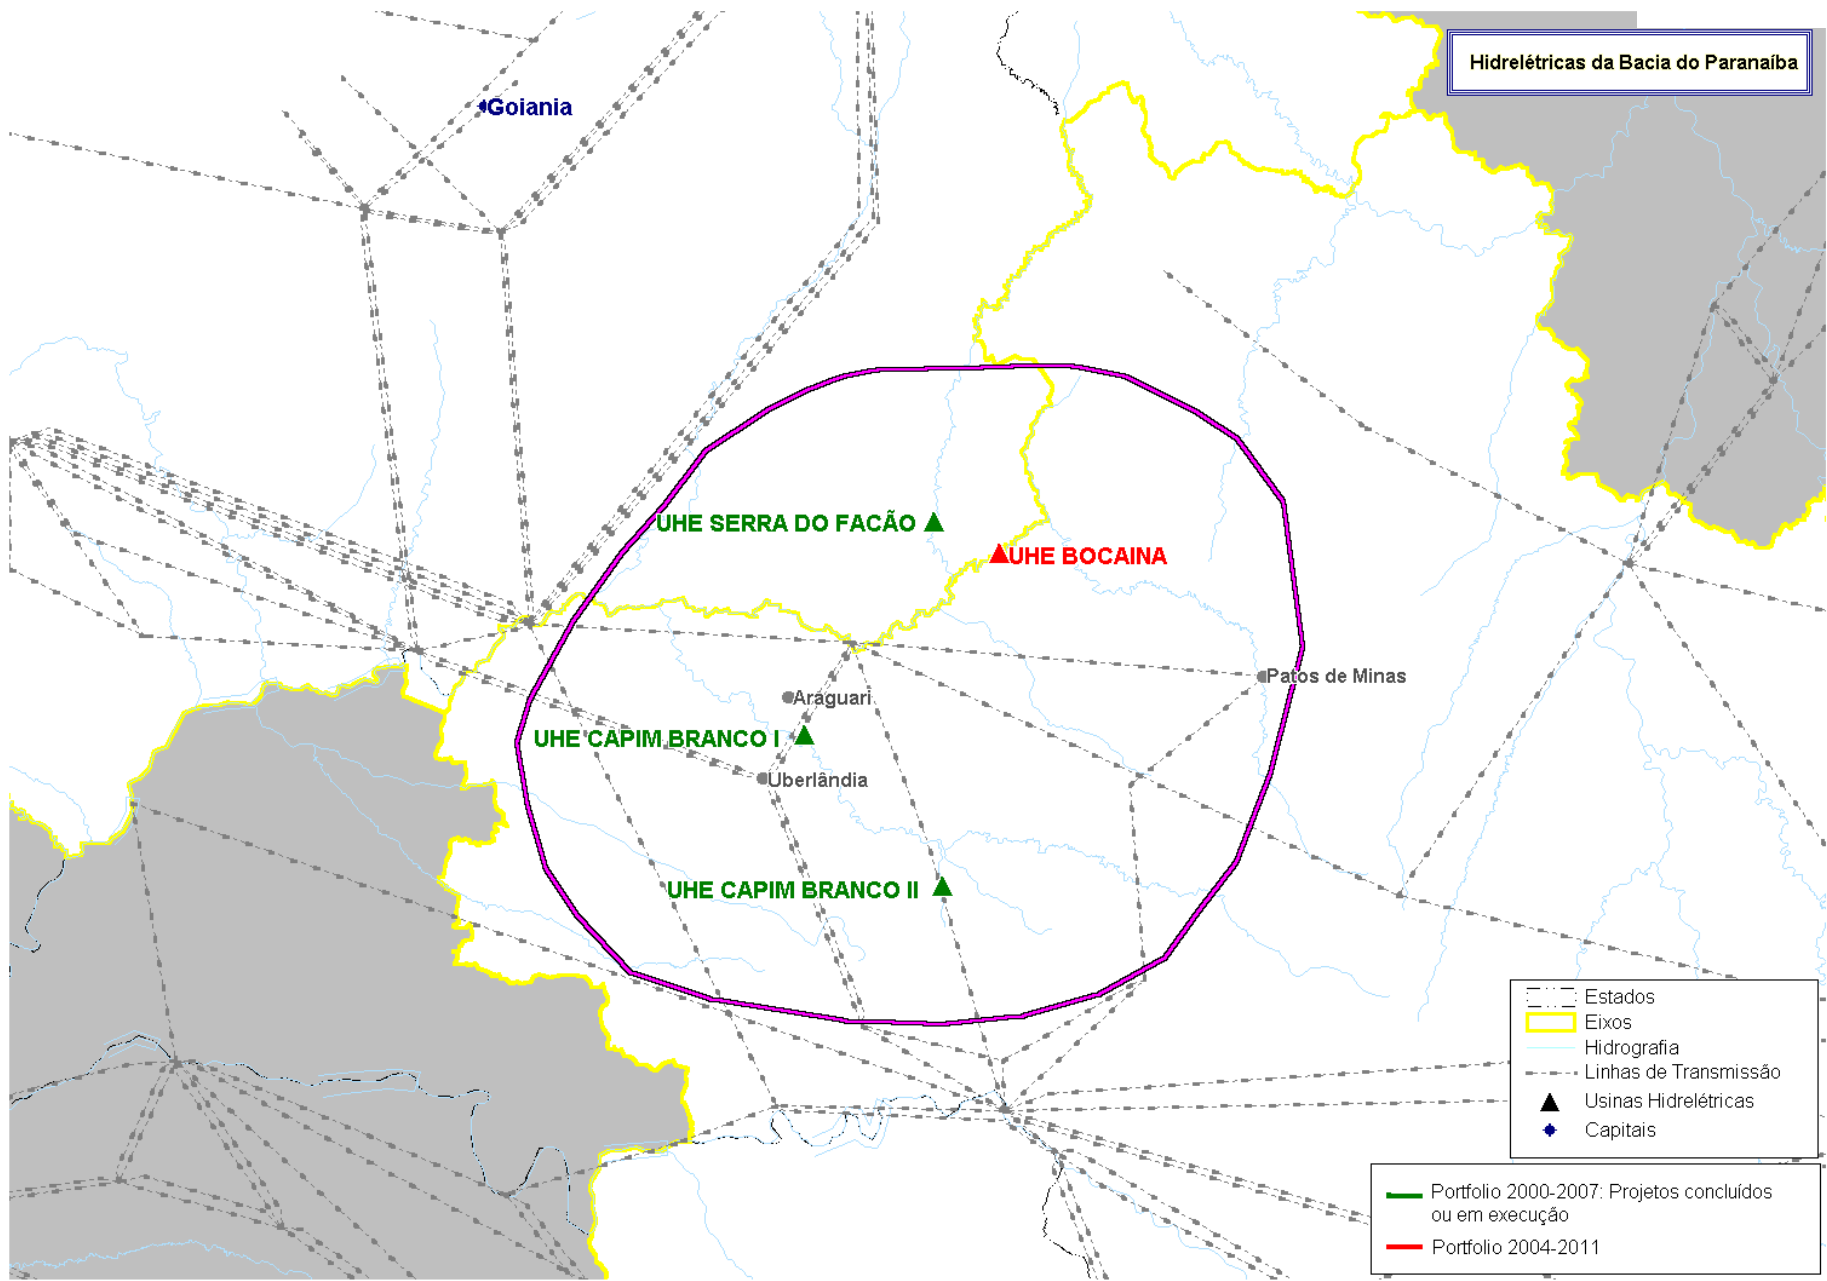 Hidrelétricas da Bacia do Paranaíba
Goiania
UHE SERRA DO FACÃO
UHE BOCAINA
Patos de Minas
Araguari
UHE CAPIM BRANCO I
Uberlândia
UHE CAPIM BRANCO II
Estados
Eixos
Hidrografia
Linhas de Transmissão
Usinas Hidrelétricas
Capitais
Portfolio 2000-2007: Projetos concluídos
ou em execução
Portfolio 2004-2011